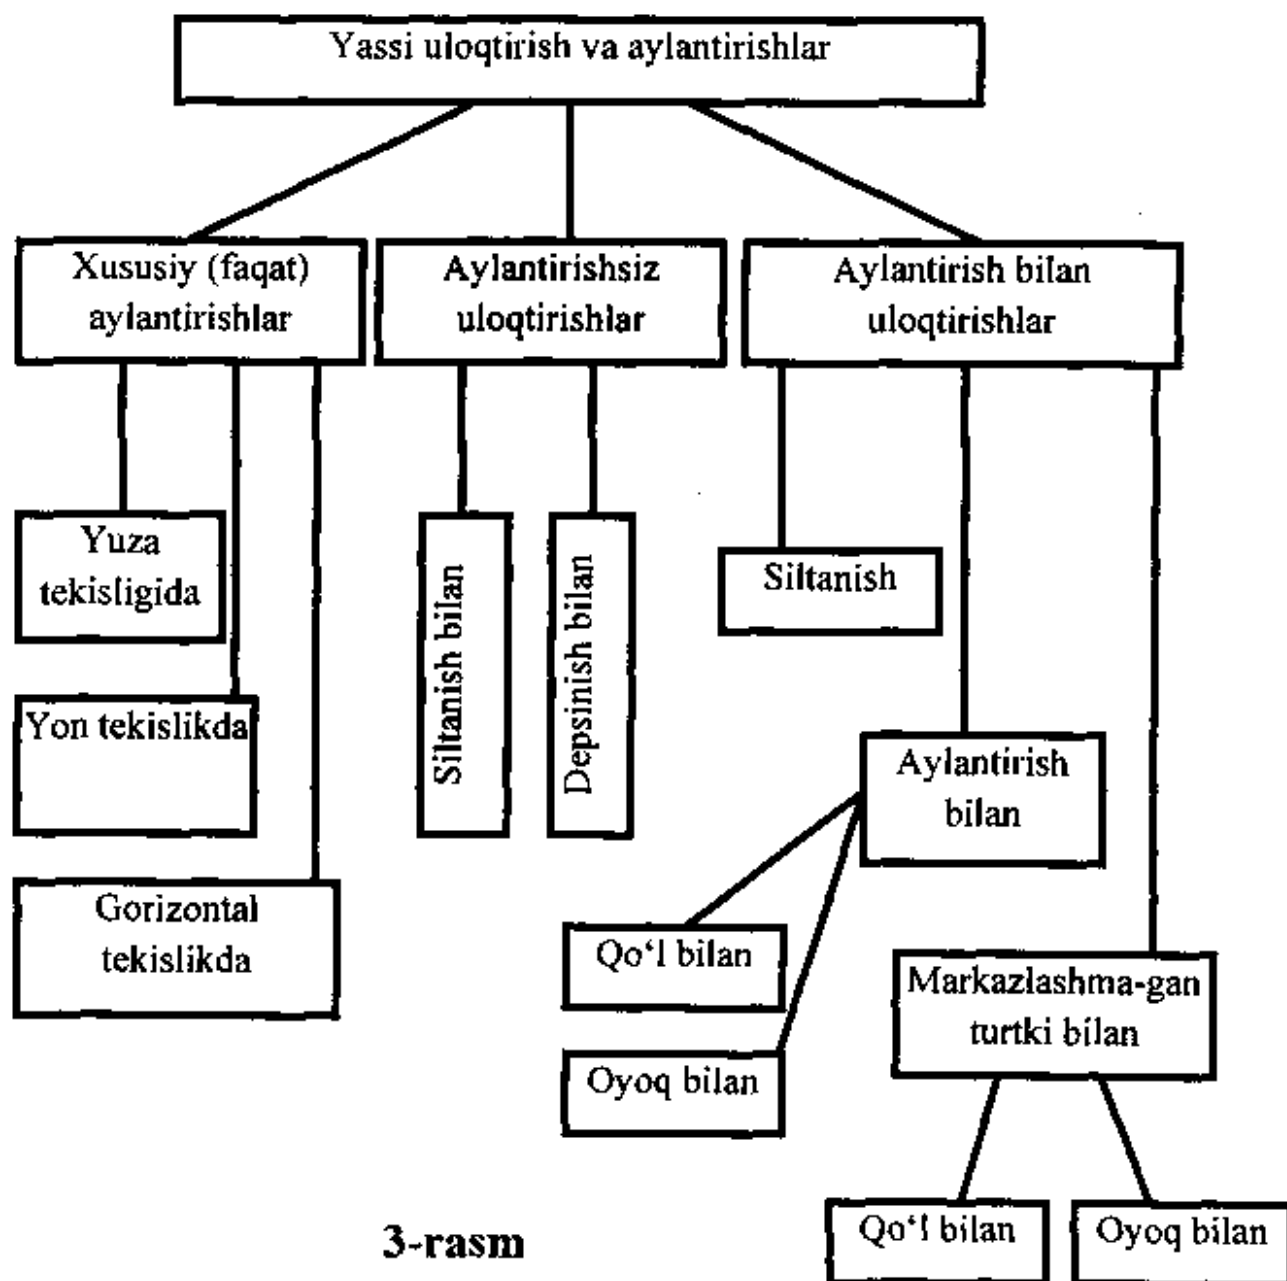 Yassi uloqtirish va aylantirishlar
Xususiy (faqat)
aylantirishlar
Aylantirishsiz
uloqtirishlar
Aylantirish bilan
uloqtirishlar
Yuza
tekisligida
Siltanish bilan
Depsinish bilan
Siltanish
Yon tekislikda
Aylantirish
bilan
Gorizontal
tekislikda
Qo‘l bilan
Oyoq bilan
Markazlashma-gan
turtki bilan
Qo‘l bilan
Oyoq bilan
3-rasm